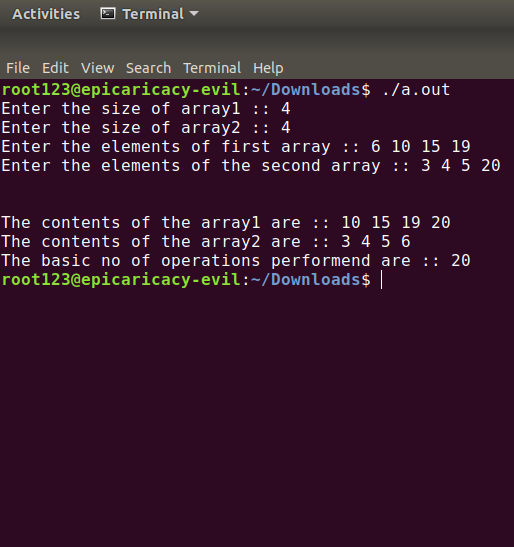 Activities Terminal
File Edit View Search Terminal Help
root123@epicaricacy-evil:~/Downloads$ ./a.out
Enter the size of array1 :: 4
Enter the size of array2 :: 4
Enter the elements of first array :: 6 10 15 19
Enter the elements of the second array :: 3 4 5 20
The contents of the array1 are :: 10 15 19 20
The contents of the array2 are :: 3 4 5 6
The basic no of operations performend are :: 20
root123@epicaricacy-evil:~/Downloads$